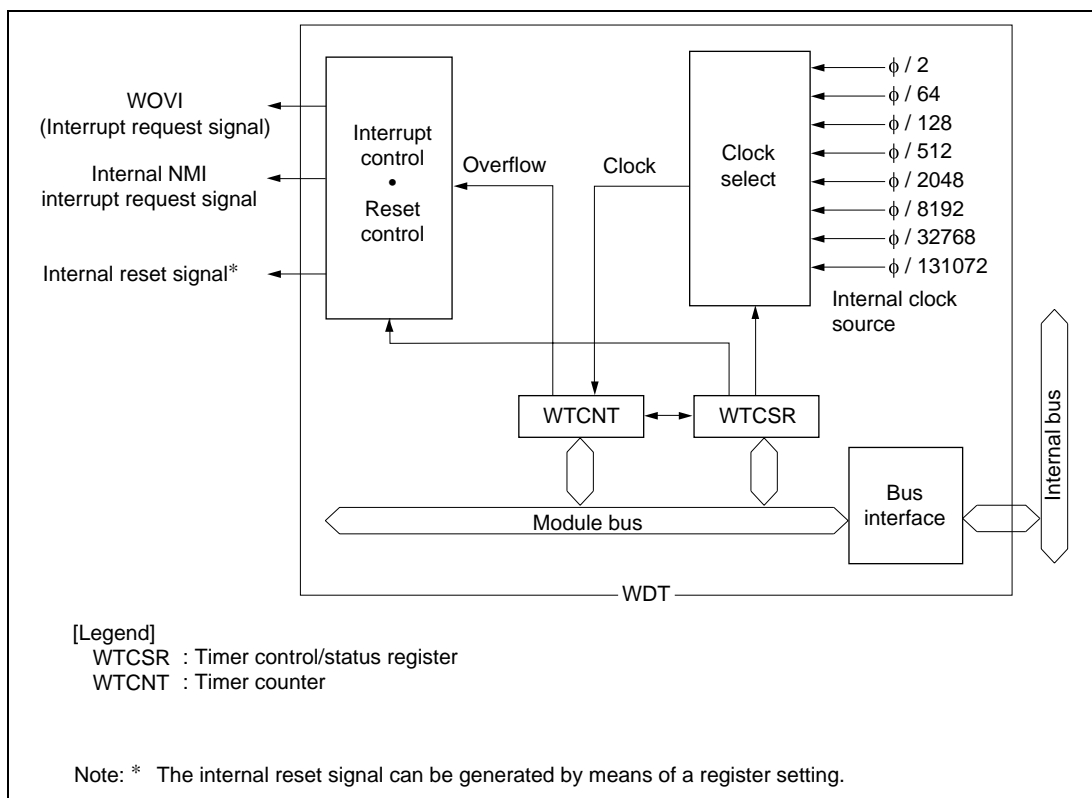 WOVI
(Interrupt request signal)
Internal NMI
interrupt request signal
Internal reset signal*
Interrupt
control
•
Reset
control
Overflow
Clock
Clock
select
ϕ / 2
ϕ / 64
ϕ / 128
ϕ / 512
ϕ / 2048
ϕ / 8192
ϕ / 32768
ϕ / 131072
Internal clock
source
WTCNT
WTCSR
Module bus
Bus
interface
Internal bus
WDT
[Legend]
WTCSR : Timer control/status register
WTCNT : Timer counter
Note: * The internal reset signal can be generated by means of a register setting.